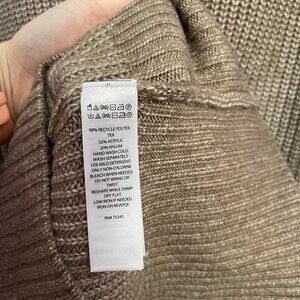 48% RECYCLE POLYES
TER
32% ACRYLIC
20% NYLON
HAND WASH COLD.
WASH SEPARATELY.
USE MILD DETERGENT.
ONLY NON-CHLORINE
BLEACH WHEN NEEDED.
DO NOT WRING OR
TWIST.
RESHAPE WHILE DAMP
DRY FLAT.
LOW IRON IF NEEDED.
IRON ON REVERSE
RN# 75343